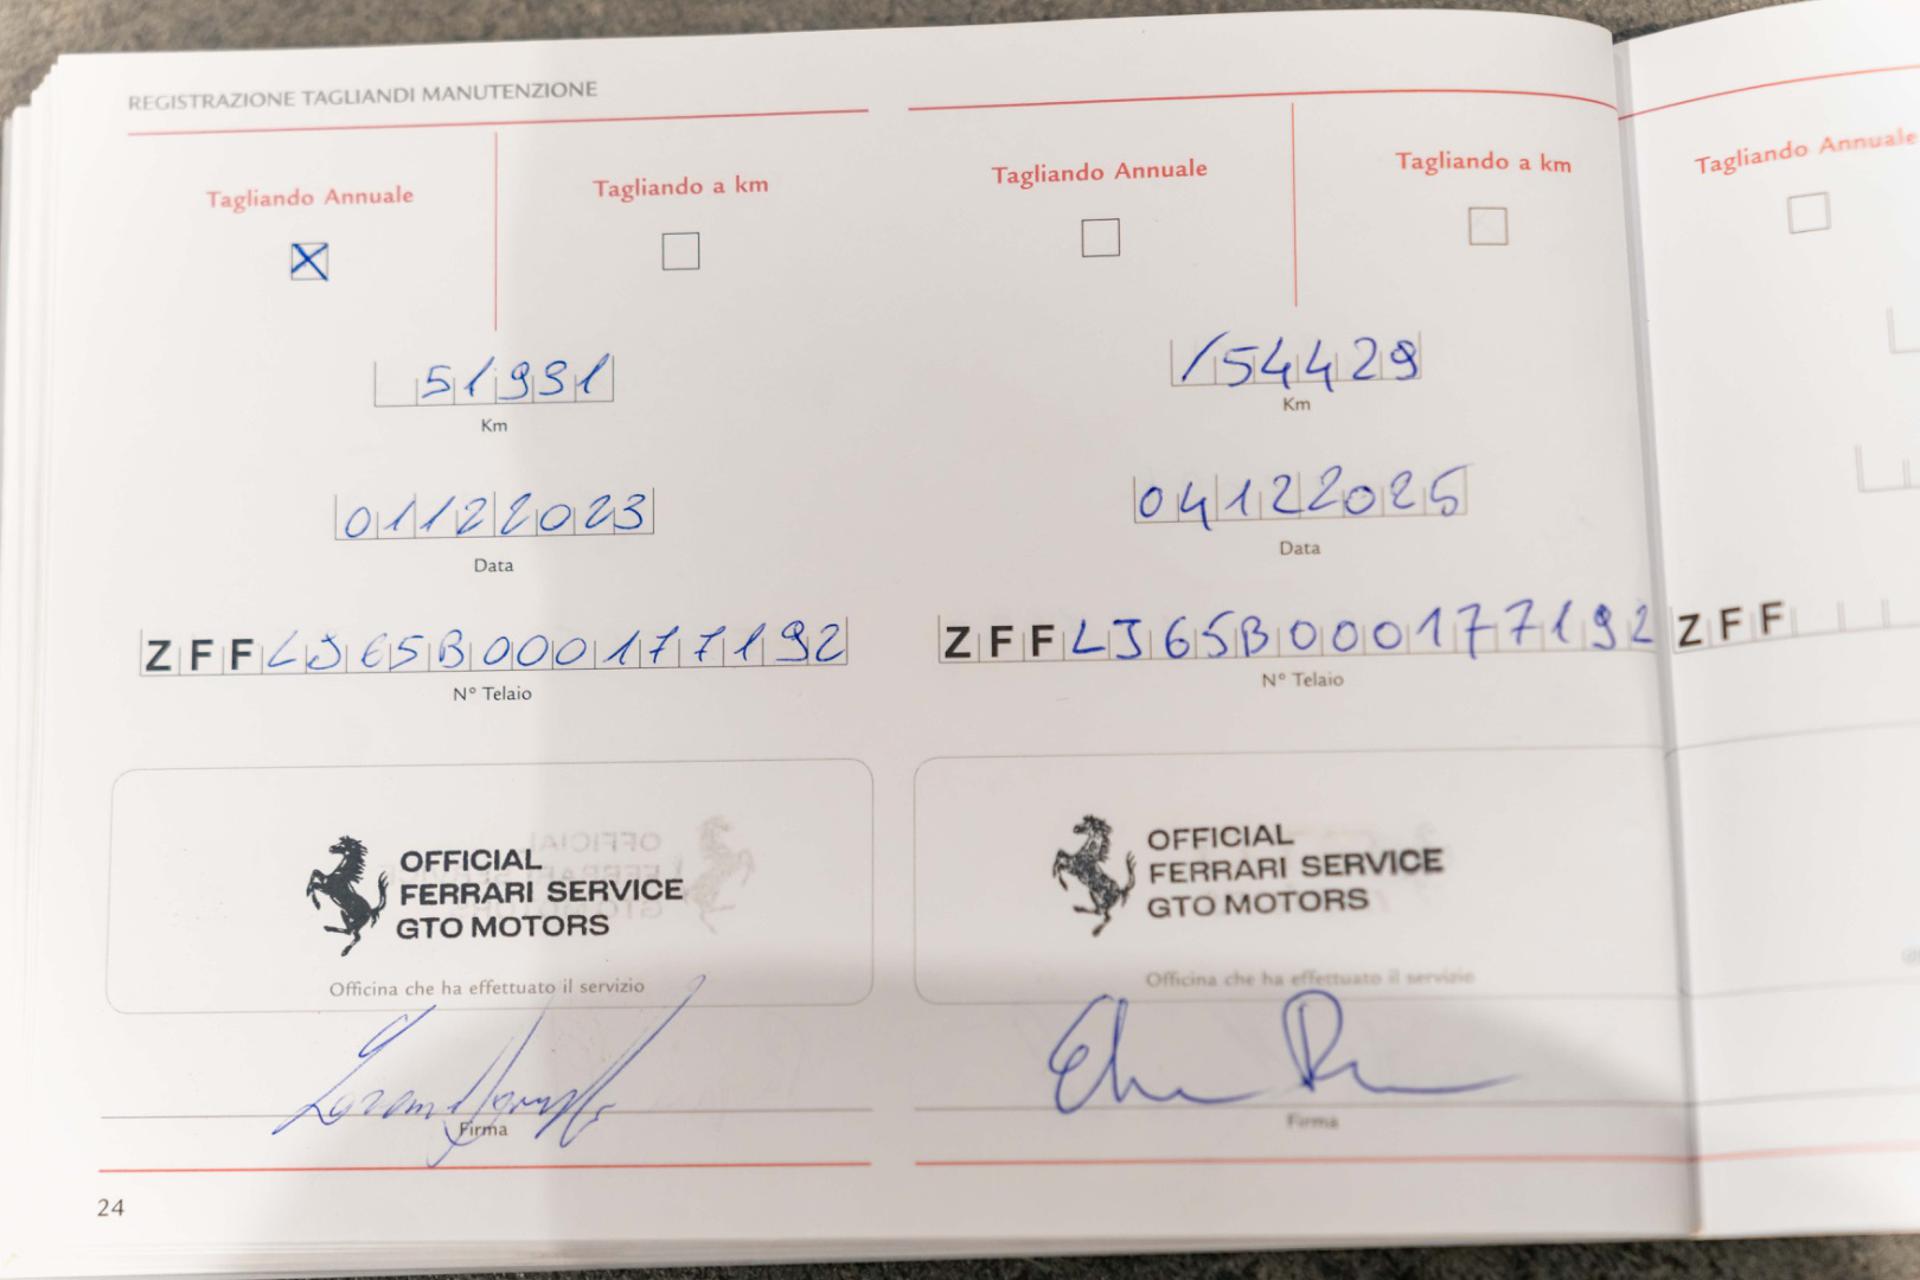 REGISTRAZIONE TAGLIANDI MANUTENZIONE
Tagliando Annuale
Tagliando a km
51991
Km
01122023
Data
ZFFLJ65B000177192
N° Telaio
OFFICIAL
FERRARI SERVICE
GTO MOTORS
Officina che ha effettuato il servizio
Firma
24
Tagliando Annuale
Tagliando a km
/54429
Km
04122025
Data
ZFFLJ65B000177192
N° Telaio
OFFICIAL
FERRARI SERVICE
GTO MOTORS
Officina che ha effettuato il servizio
Firma
Tagliando Annuale
ZFF